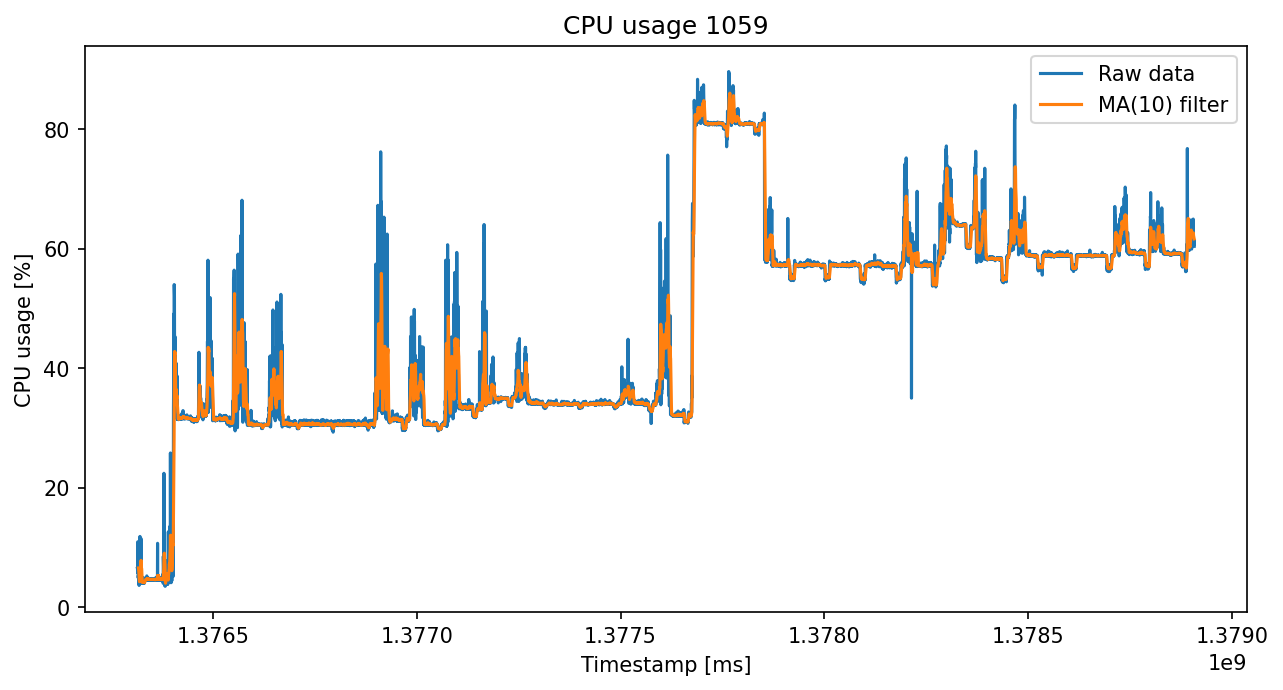 CPU usage 1059
Raw data
MA(10) filter
CPU usage [%]
80
60
40
20
0
1.3765 1.3770 1.3775 1.3780 1.3785 1.3790
1e9
Timestamp [ms]